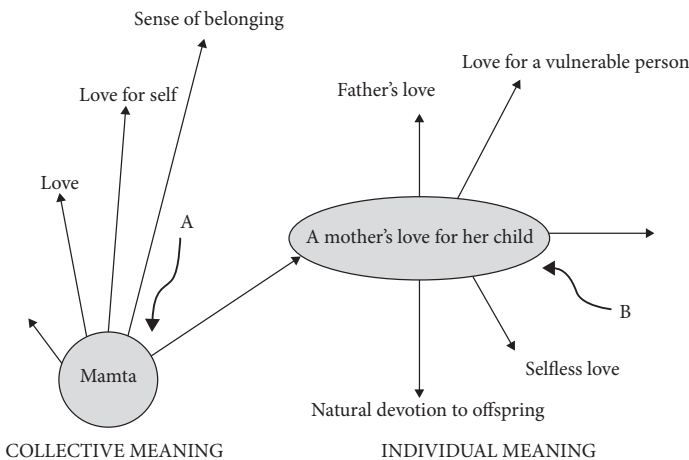 Sense of belonging
Love for a vulnerable person
Father's love
Love for self
Love
A
A mother's love for her child
B
Mamta
Selfless love
Natural devotion to offspring
COLLECTIVE MEANING
INDIVIDUAL MEANING